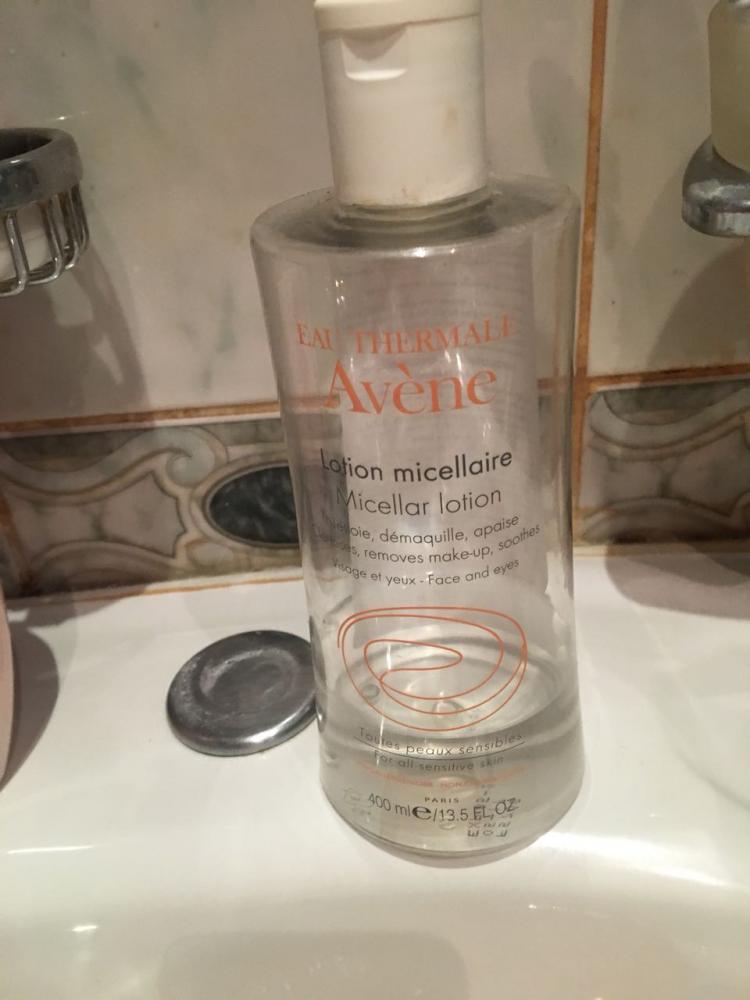 EAU THERMALE
Avène
Lotion micellaire
Micellar lotion
démaquille, apaise
removes make-up, soothes
Visage et yeux - Face and eyes
Toutes peaux sensibles
For all sensitive skin
PARIS
400 ml e/13.5 FL.OZ